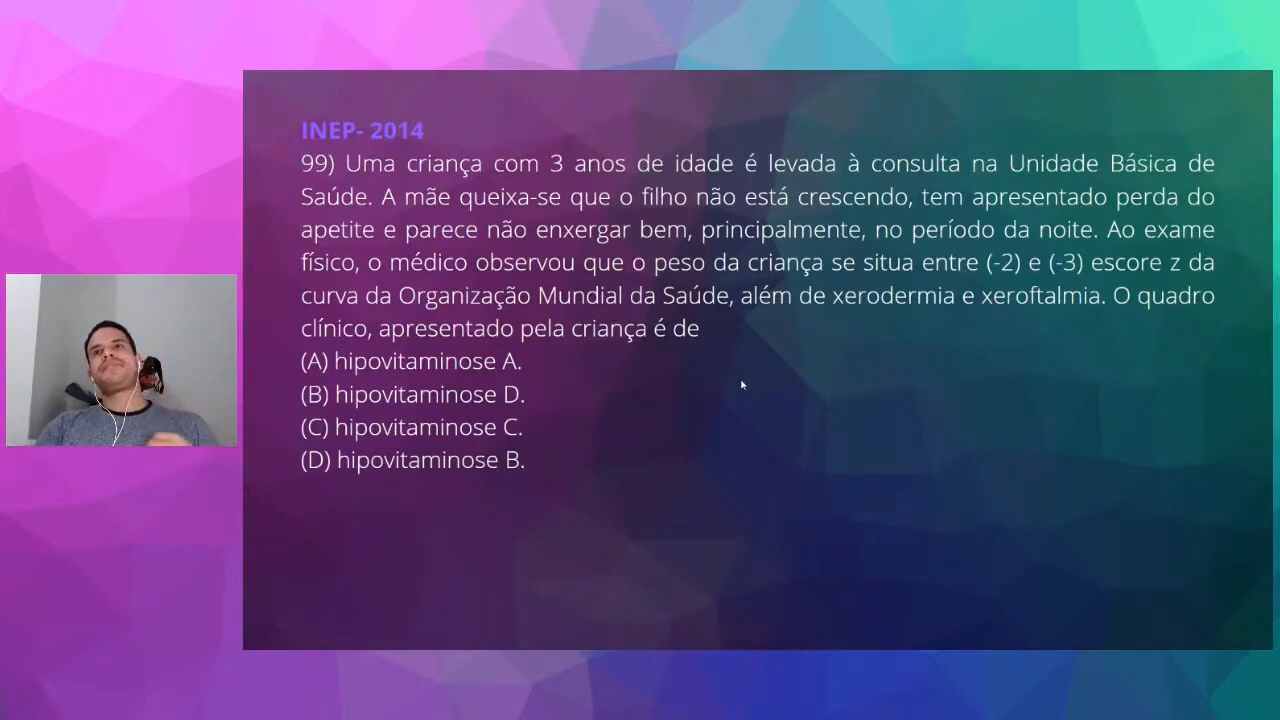 INEP- 2014
99) Uma criança com 3 anos de idade é levada à consulta na Unidade Básica de
Saúde. A mãe queixa-se que o filho não está crescendo, tem apresentado perda do
apetite e parece não enxergar bem, principalmente, no período da noite. Ao exame
físico, o médico observou que o peso da criança se situa entre (-2) e (-3) escore z da
curva da Organização Mundial da Saúde, além de xerodermia e xeroftalmia. O quadro
clínico, apresentado pela criança é de
(A) hipovitaminose A.
(B) hipovitaminose D.
(C) hipovitaminose C.
(D) hipovitaminose B.